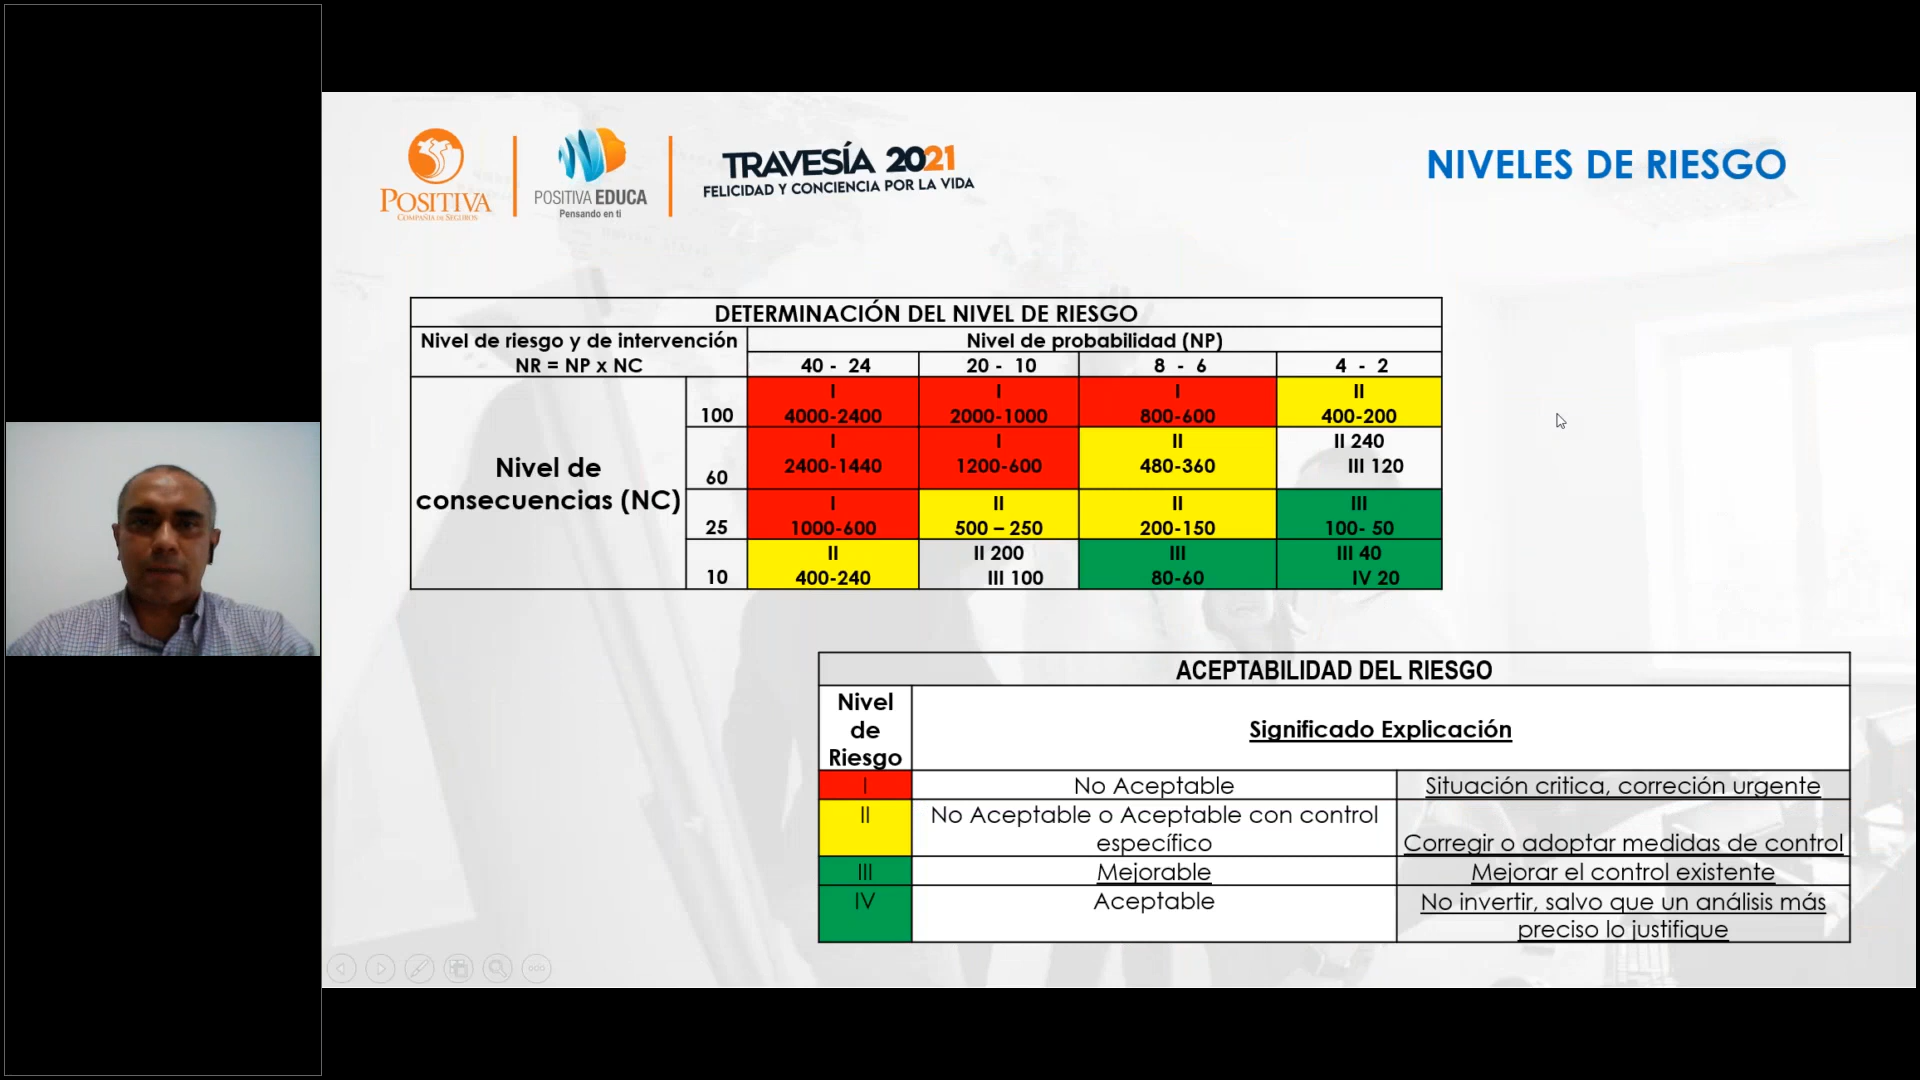 POSITIVA
COMPAÑÍA DE SEGUROS
POSITIVA EDUCA
Pensando en ti
TRAVESÍA 2021
FELICIDAD Y CONCIENCIA POR LA VIDA
NIVELES DE RIESGO
DETERMINACIÓN DEL NIVEL DE RIESGO
Nivel de riesgo y de intervención
NR = NP x NC
Nivel de probabilidad (NP)
40 - 24
20 - 10
8 - 6
4 - 2
Nivel de
consecuencias (NC)
100
I
4000-2400
I
2000-1000
I
800-600
II
400-200
60
I
2400-1440
I
1200-600
II
480-360
II 240
III 120
25
I
1000-600
II
500 – 250
II
200-150
III
100- 50
10
II
400-240
II 200
III 100
III
80-60
III 40
IV 20
ACEPTABILIDAD DEL RIESGO
Nivel
de
Riesgo
Significado Explicación
I
No Aceptable
Situación critica, correción urgente
II
No Aceptable o Aceptable con control
específico
Corregir o adoptar medidas de control
III
Mejorable
Mejorar el control existente
IV
Aceptable
No invertir, salvo que un análisis más
preciso lo justifique